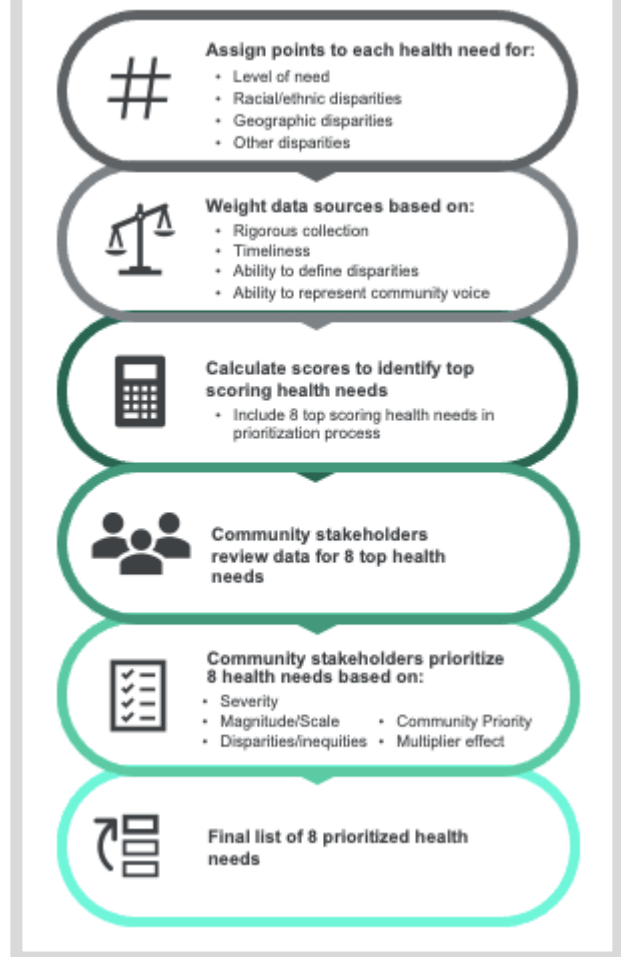 Assign points to each health need for:
• Level of need
• Racial/ethnic disparities
• Geographic disparities
• Other disparities
Weight data sources based on:
• Rigorous collection
• Timeliness
• Ability to define disparities
• Ability to represent community voice
Calculate scores to identify top
scoring health needs
• Include 8 top scoring health needs in
prioritization process
Community stakeholders
review data for 8 top health
needs
Community stakeholders prioritize
8 health needs based on:
• Severity
• Magnitude/Scale • Community Priority
• Disparities/inequities • Multiplier effect
Final list of 8 prioritized health
needs